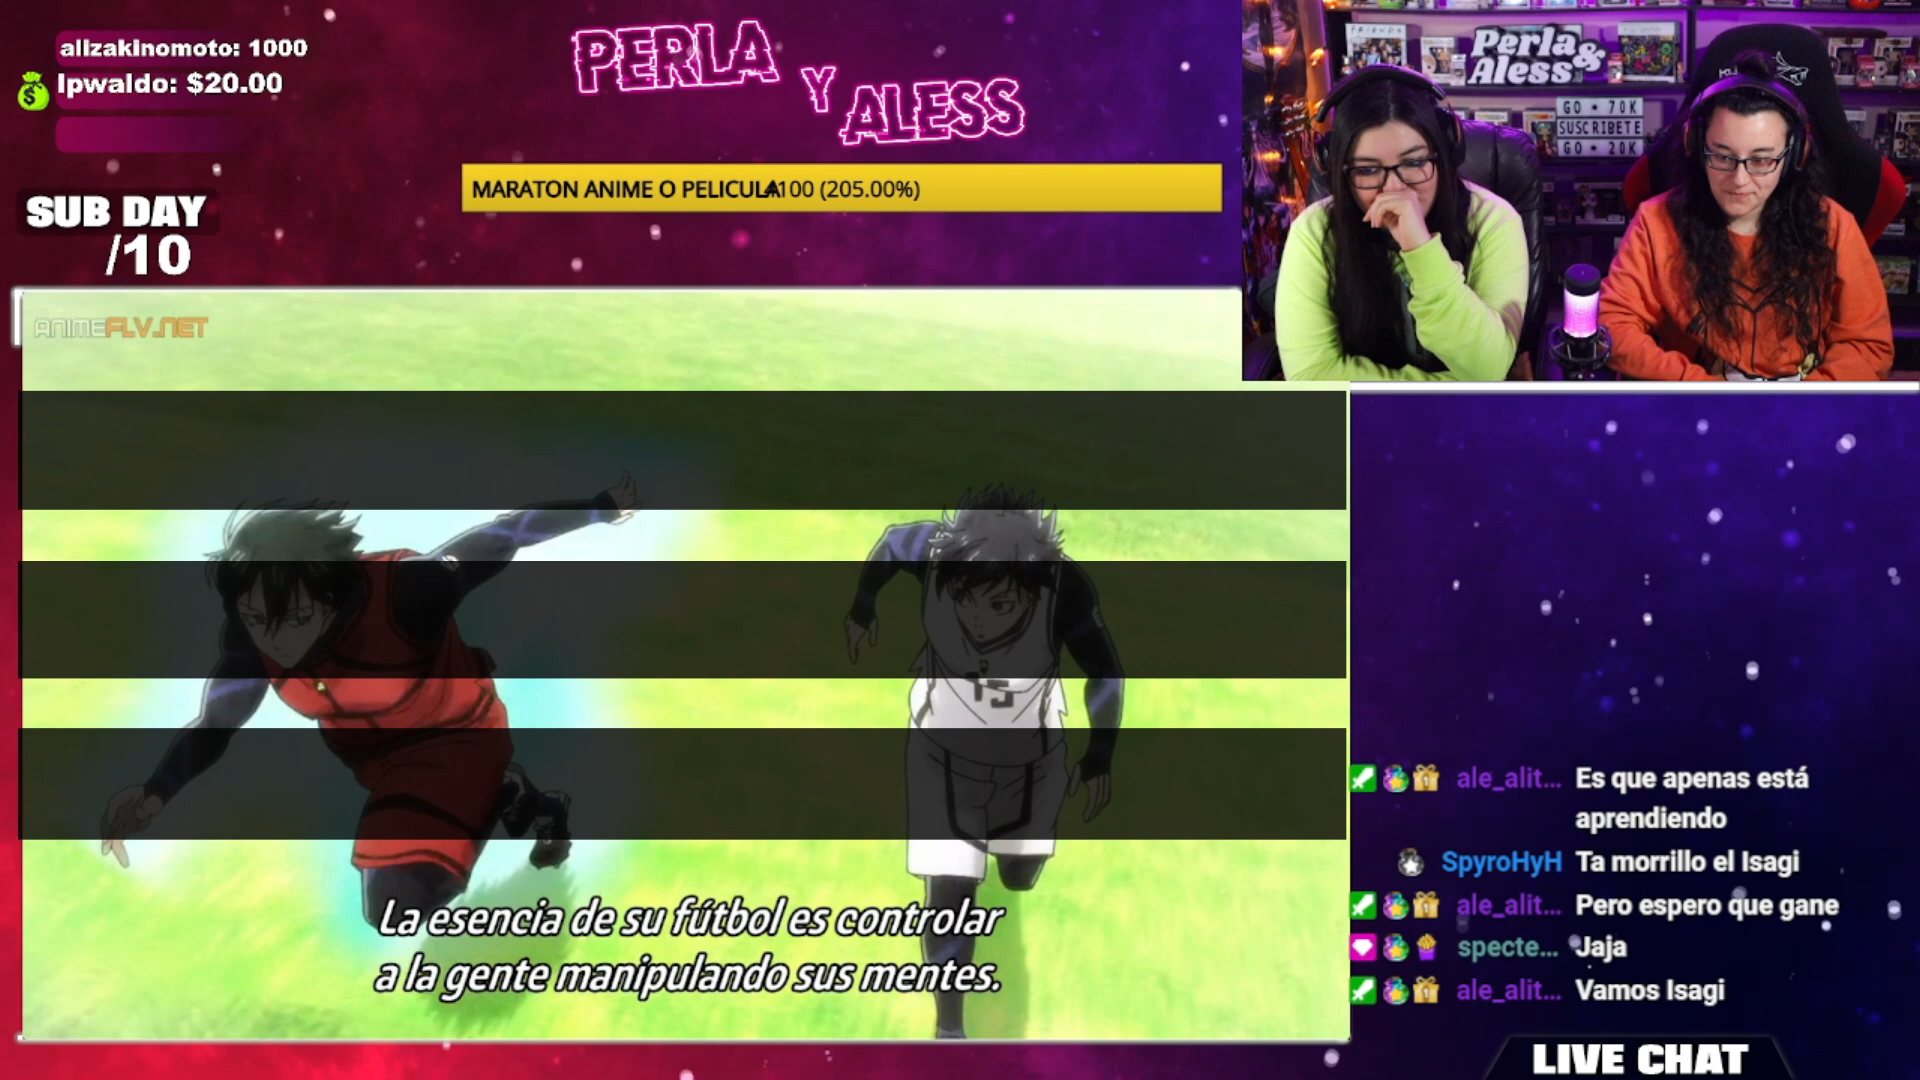 alizakinomoto: 1000
lpwaldo: $20.00
PERLA
Y
ALESS
MARATON ANIME O PELICULA
100 (205.00%)
SUB DAY
/10
Perla &
Aless
FRIENDS
GO * 70K
SUSCRIBETE
GO * 20K
ANIMEFLV.NET
15
La esencia de su fútbol es controlar
a la gente manipulando sus mentes.
ale_alit... Es que apenas está
aprendiendo
SpyroHyH Ta morrillo el Isagi
ale_alit... Pero espero que gane
specte... Jaja
ale_alit... Vamos Isagi
LIVE CHAT